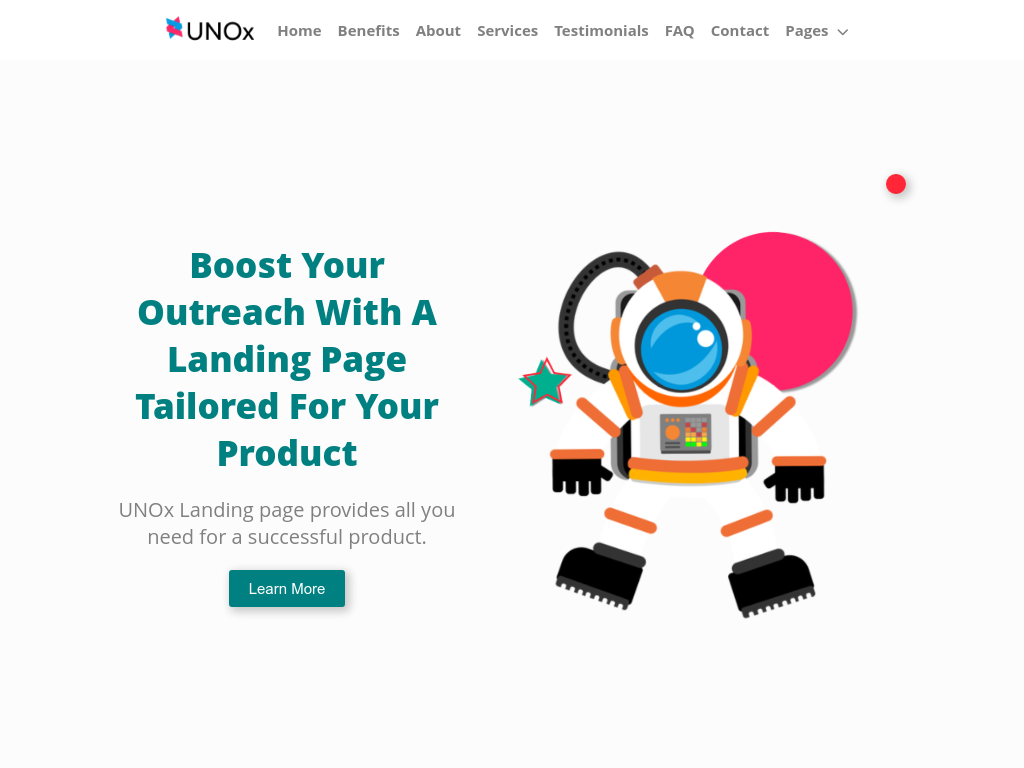 UNOx Home Benefits About Services Testimonials FAQ Contact Pages
Boost Your
Outreach With A
Landing Page
Tailored For Your
Product
UNOx Landing page provides all you
need for a successful product.
Learn More